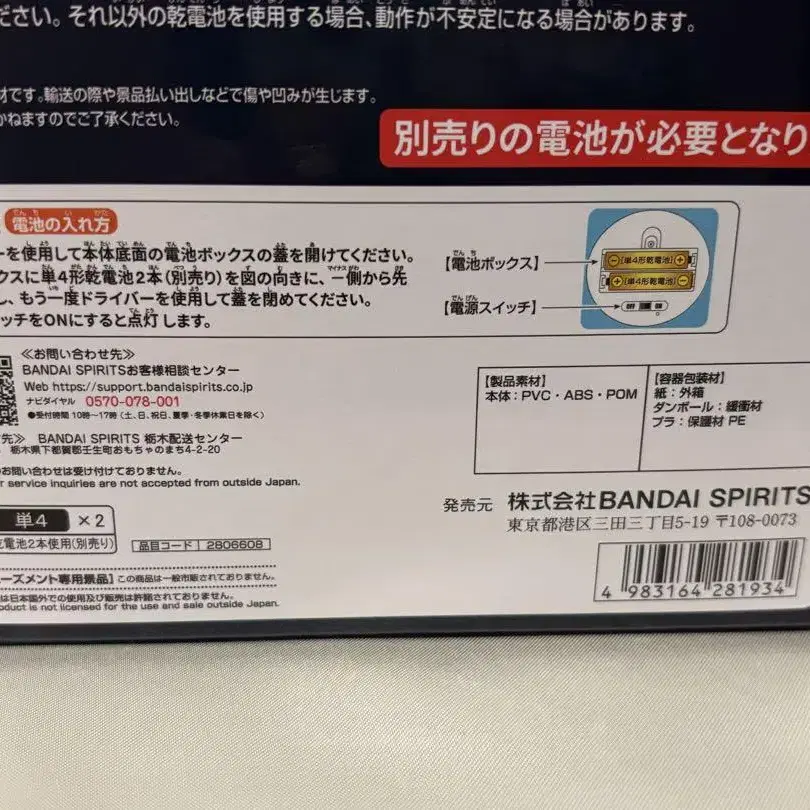 ださい。それ以外の乾電池を使用する場合、動作が不安定になる場合があります。
材です。輸送の際や景品払い出しなどで傷や凹みが生じます。
かねますのでご了承ください。
別売りの電池が必要となり
電池の入れ方
ーを使用して本体底面の電池ボックスの蓋を開けてください。
クスに単4形乾電池2本(別売り)を図の向きに、一側から先
し、もう一度ドライバーを使用して蓋を閉めてください。
ッチをONにすると点灯します。
【電池ボックス】
⊖ 単4形乾電池 ⊕
⊕ 単4形乾電池 ⊖
【電源スイッチ】
OFF ON
≪お問い合わせ先≫
BANDAI SPIRITSお客様相談センター
Web https://support.bandaispirits.co.jp
ナビダイヤル 0570-078-001
●受付時間 10時~17時 (土、日、祝日、夏季・冬季休業日を除く)
先≫ BANDAI SPIRITS 栃木配送センター
栃木県下都賀郡壬生町おもちゃのまち4-2-20
のお問い合わせは受け付けておりません。
r service inquiries are not accepted from outside Japan.
【製品素材】
本体:PVC・ABS・POM
【容器包装材】
紙:外箱
ダンボール:緩衝材
プラ:保護材 PE
発売元 株式会社BANDAI SPIRITS
東京都港区三田三丁目5-19 〒108-0073
単4 ×2
乾電池2本使用(別売り)
品目コード 2806608
ーズメント専用景品】この商品は一般市販されておりません。
は日本国外での使用及び販売は許諾されておりません。
oduct is not licensed for the use and sale outside Japan.
4 983164 281934